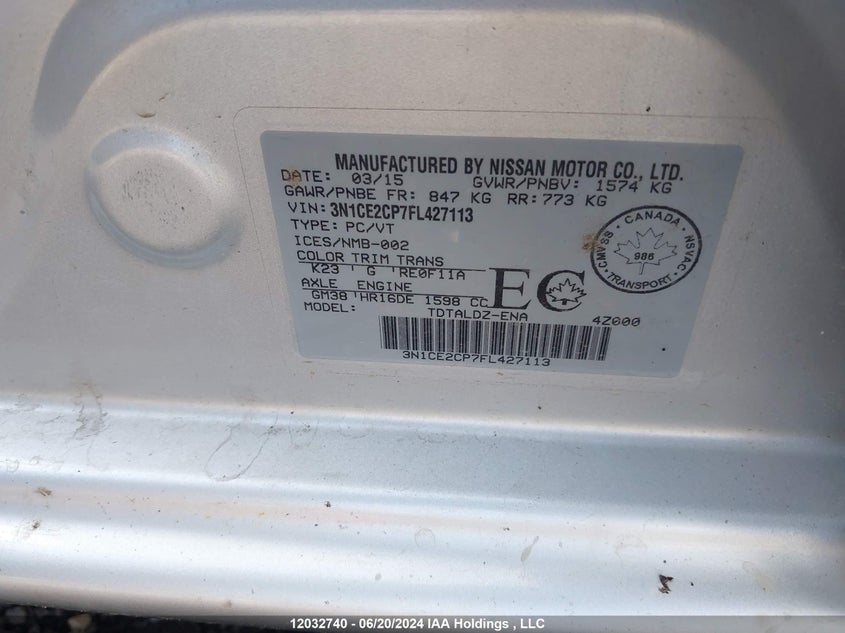 MANUFACTURED BY NISSAN MOTOR CO., LTD.
DATE: 03/15 GVWR/PNBV: 1574 KG
GAWR/PNBE FR: 847 KG RR:773 KG
VIN: 3N1CE2CP7FL427113
TYPE: PC/VT
ICES/NMB-002
COLOR TRIM TRANS
K23 ' G ' RE0F11A
AXLE ENGINE
GM38 'HR16DE 1598 CC
MODEL: TDTALDZ-ENA 4Z000
EC
CANADA
CMVSS 986 NSVAC
TRANSPORT
3N1CE2CP7FL427113
12032740 - 06/20/2024 IAA Holdings , LLC